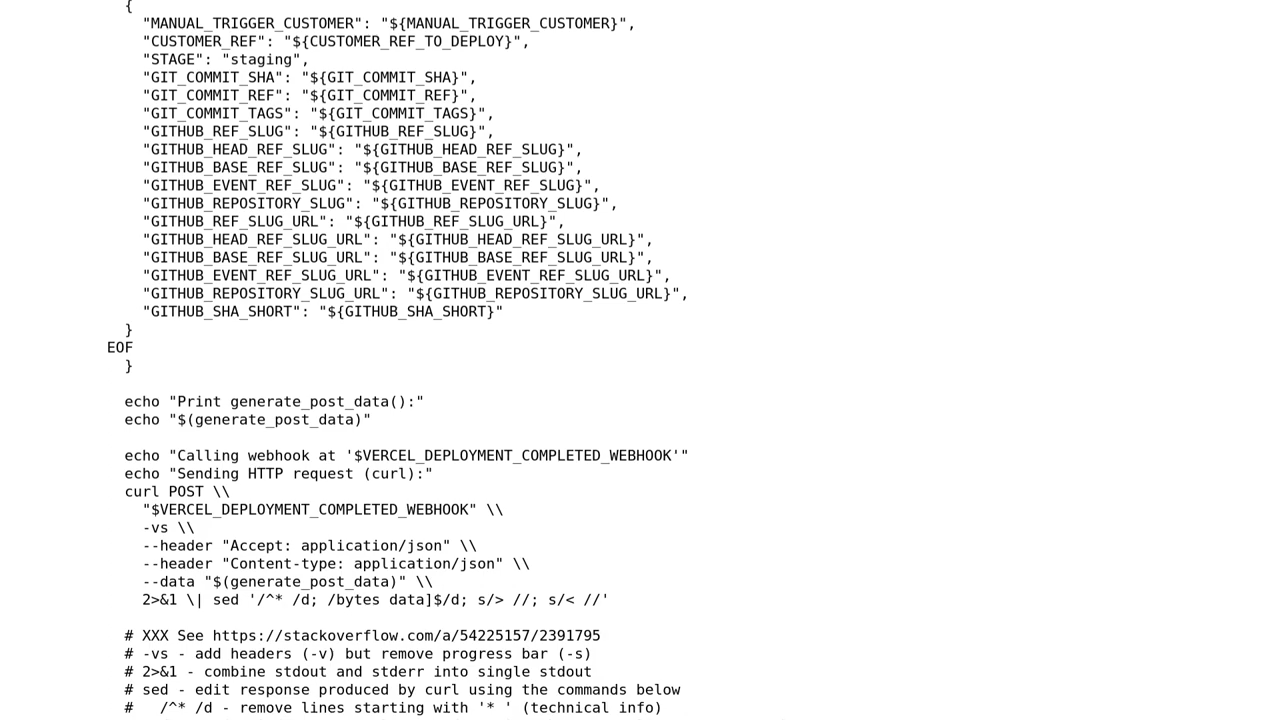 {
"MANUAL_TRIGGER_CUSTOMER": "${MANUAL_TRIGGER_CUSTOMER}",
"CUSTOMER_REF": "${CUSTOMER_REF_TO_DEPLOY}",
"STAGE": "staging",
"GIT_COMMIT_SHA": "${GIT_COMMIT_SHA}",
"GIT_COMMIT_REF": "${GIT_COMMIT_REF}",
"GIT_COMMIT_TAGS": "${GIT_COMMIT_TAGS}",
"GITHUB_REF_SLUG": "${GITHUB_REF_SLUG}",
"GITHUB_HEAD_REF_SLUG": "${GITHUB_HEAD_REF_SLUG}",
"GITHUB_BASE_REF_SLUG": "${GITHUB_BASE_REF_SLUG}",
"GITHUB_EVENT_REF_SLUG": "${GITHUB_EVENT_REF_SLUG}",
"GITHUB_REPOSITORY_SLUG": "${GITHUB_REPOSITORY_SLUG}",
"GITHUB_REF_SLUG_URL": "${GITHUB_REF_SLUG_URL}",
"GITHUB_HEAD_REF_SLUG_URL": "${GITHUB_HEAD_REF_SLUG_URL}",
"GITHUB_BASE_REF_SLUG_URL": "${GITHUB_BASE_REF_SLUG_URL}",
"GITHUB_EVENT_REF_SLUG_URL": "${GITHUB_EVENT_REF_SLUG_URL}",
"GITHUB_REPOSITORY_SLUG_URL": "${GITHUB_REPOSITORY_SLUG_URL}",
"GITHUB_SHA_SHORT": "${GITHUB_SHA_SHORT}"
}
EOF
}
echo "Print generate_post_data():"
echo "$(generate_post_data)"
echo "Calling webhook at '$VERCEL_DEPLOYMENT_COMPLETED_WEBHOOK'"
echo "Sending HTTP request (curl):"
curl POST \\
"$VERCEL_DEPLOYMENT_COMPLETED_WEBHOOK" \\
-vs \\
--header "Accept: application/json" \\
--header "Content-type: application/json" \\
--data "$(generate_post_data)" \\
2>&1 \| sed '/^* /d; /bytes data]$/d; s/> //; s/< //'
# XXX See https://stackoverflow.com/a/54225157/2391795
# -vs - add headers (-v) but remove progress bar (-s)
# 2>&1 - combine stdout and stderr into single stdout
# sed - edit response produced by curl using the commands below
#   /^* /d - remove lines starting with '* ' (technical info)